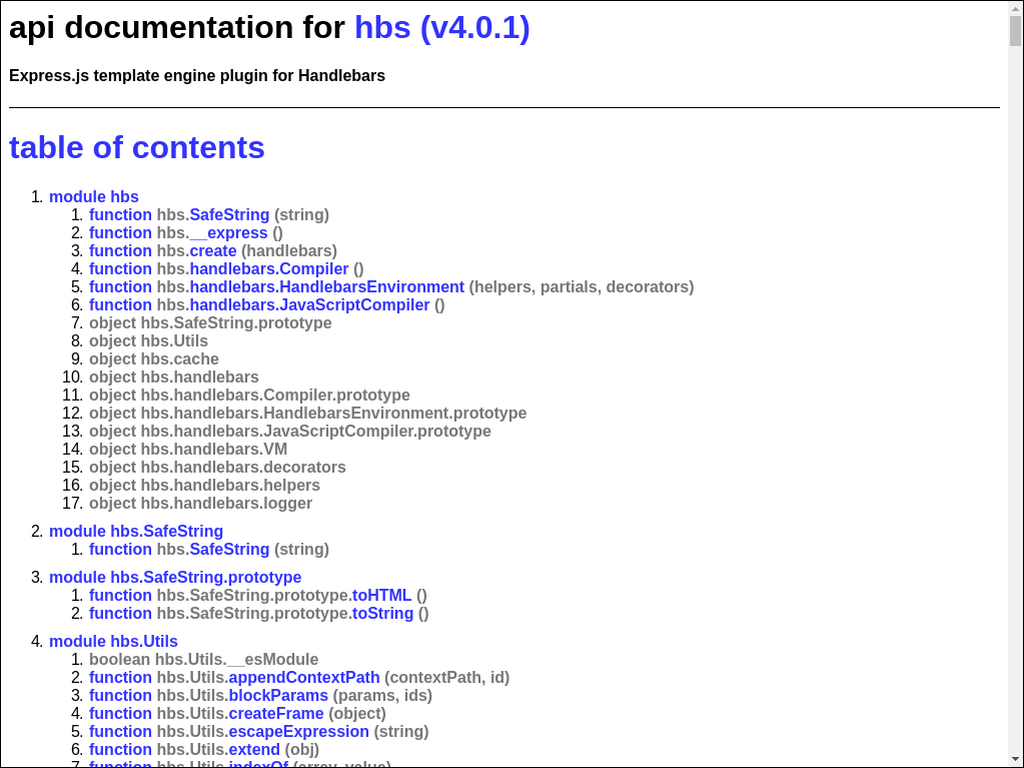 api documentation for hbs (v4.0.1)
Express.js template engine plugin for Handlebars
table of contents
1. module hbs
1. function hbs.SafeString (string)
2. function hbs.__express ()
3. function hbs.create (handlebars)
4. function hbs.handlebars.Compiler ()
5. function hbs.handlebars.HandlebarsEnvironment (helpers, partials, decorators)
6. function hbs.handlebars.JavaScriptCompiler ()
7. object hbs.SafeString.prototype
8. object hbs.Utils
9. object hbs.cache
10. object hbs.handlebars
11. object hbs.handlebars.Compiler.prototype
12. object hbs.handlebars.HandlebarsEnvironment.prototype
13. object hbs.handlebars.JavaScriptCompiler.prototype
14. object hbs.handlebars.VM
15. object hbs.handlebars.decorators
16. object hbs.handlebars.helpers
17. object hbs.handlebars.logger
2. module hbs.SafeString
1. function hbs.SafeString (string)
3. module hbs.SafeString.prototype
1. function hbs.SafeString.prototype.toHTML ()
2. function hbs.SafeString.prototype.toString ()
4. module hbs.Utils
1. boolean hbs.Utils.__esModule
2. function hbs.Utils.appendContextPath (contextPath, id)
3. function hbs.Utils.blockParams (params, ids)
4. function hbs.Utils.createFrame (object)
5. function hbs.Utils.escapeExpression (string)
6. function hbs.Utils.extend (obj)
7. function hbs.Utils.indexOf (array, value)